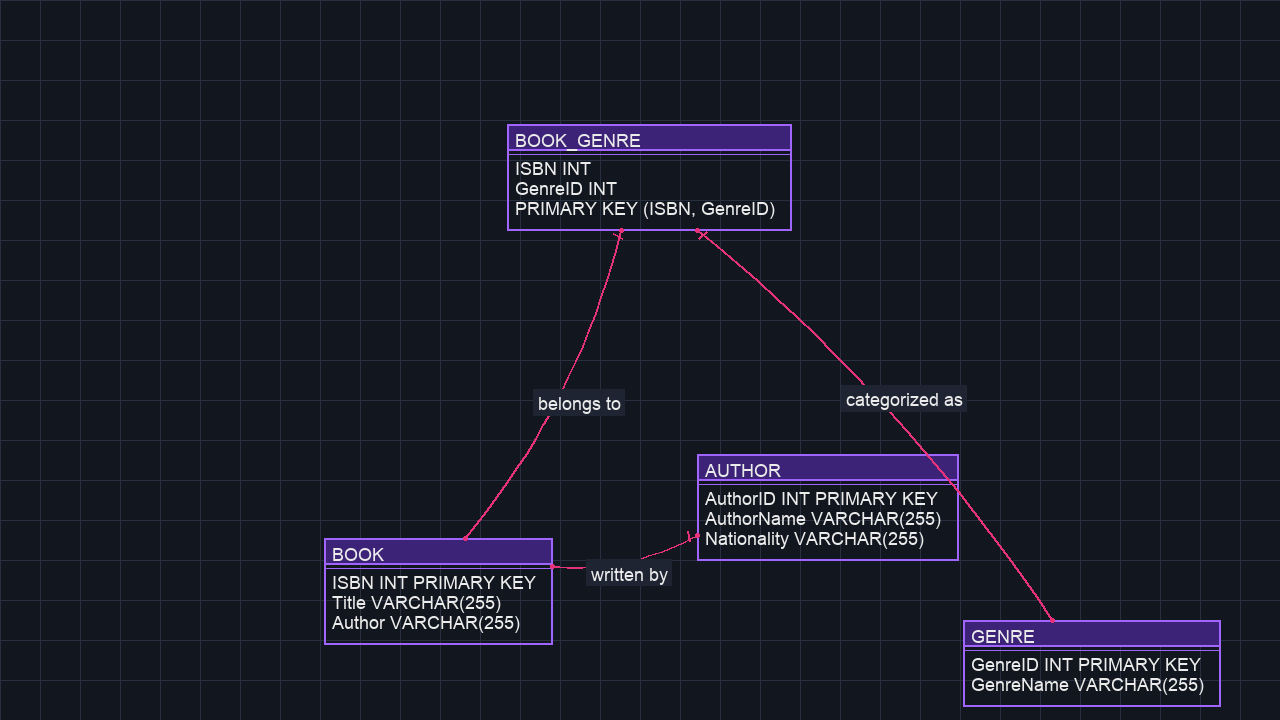 BOOK_GENRE
ISBN INT
GenreID INT
PRIMARY KEY (ISBN, GenreID)
belongs to
categorized as
AUTHOR
AuthorID INT PRIMARY KEY
AuthorName VARCHAR(255)
Nationality VARCHAR(255)
BOOK
ISBN INT PRIMARY KEY
Title VARCHAR(255)
Author VARCHAR(255)
written by
GENRE
GenreID INT PRIMARY KEY
GenreName VARCHAR(255)